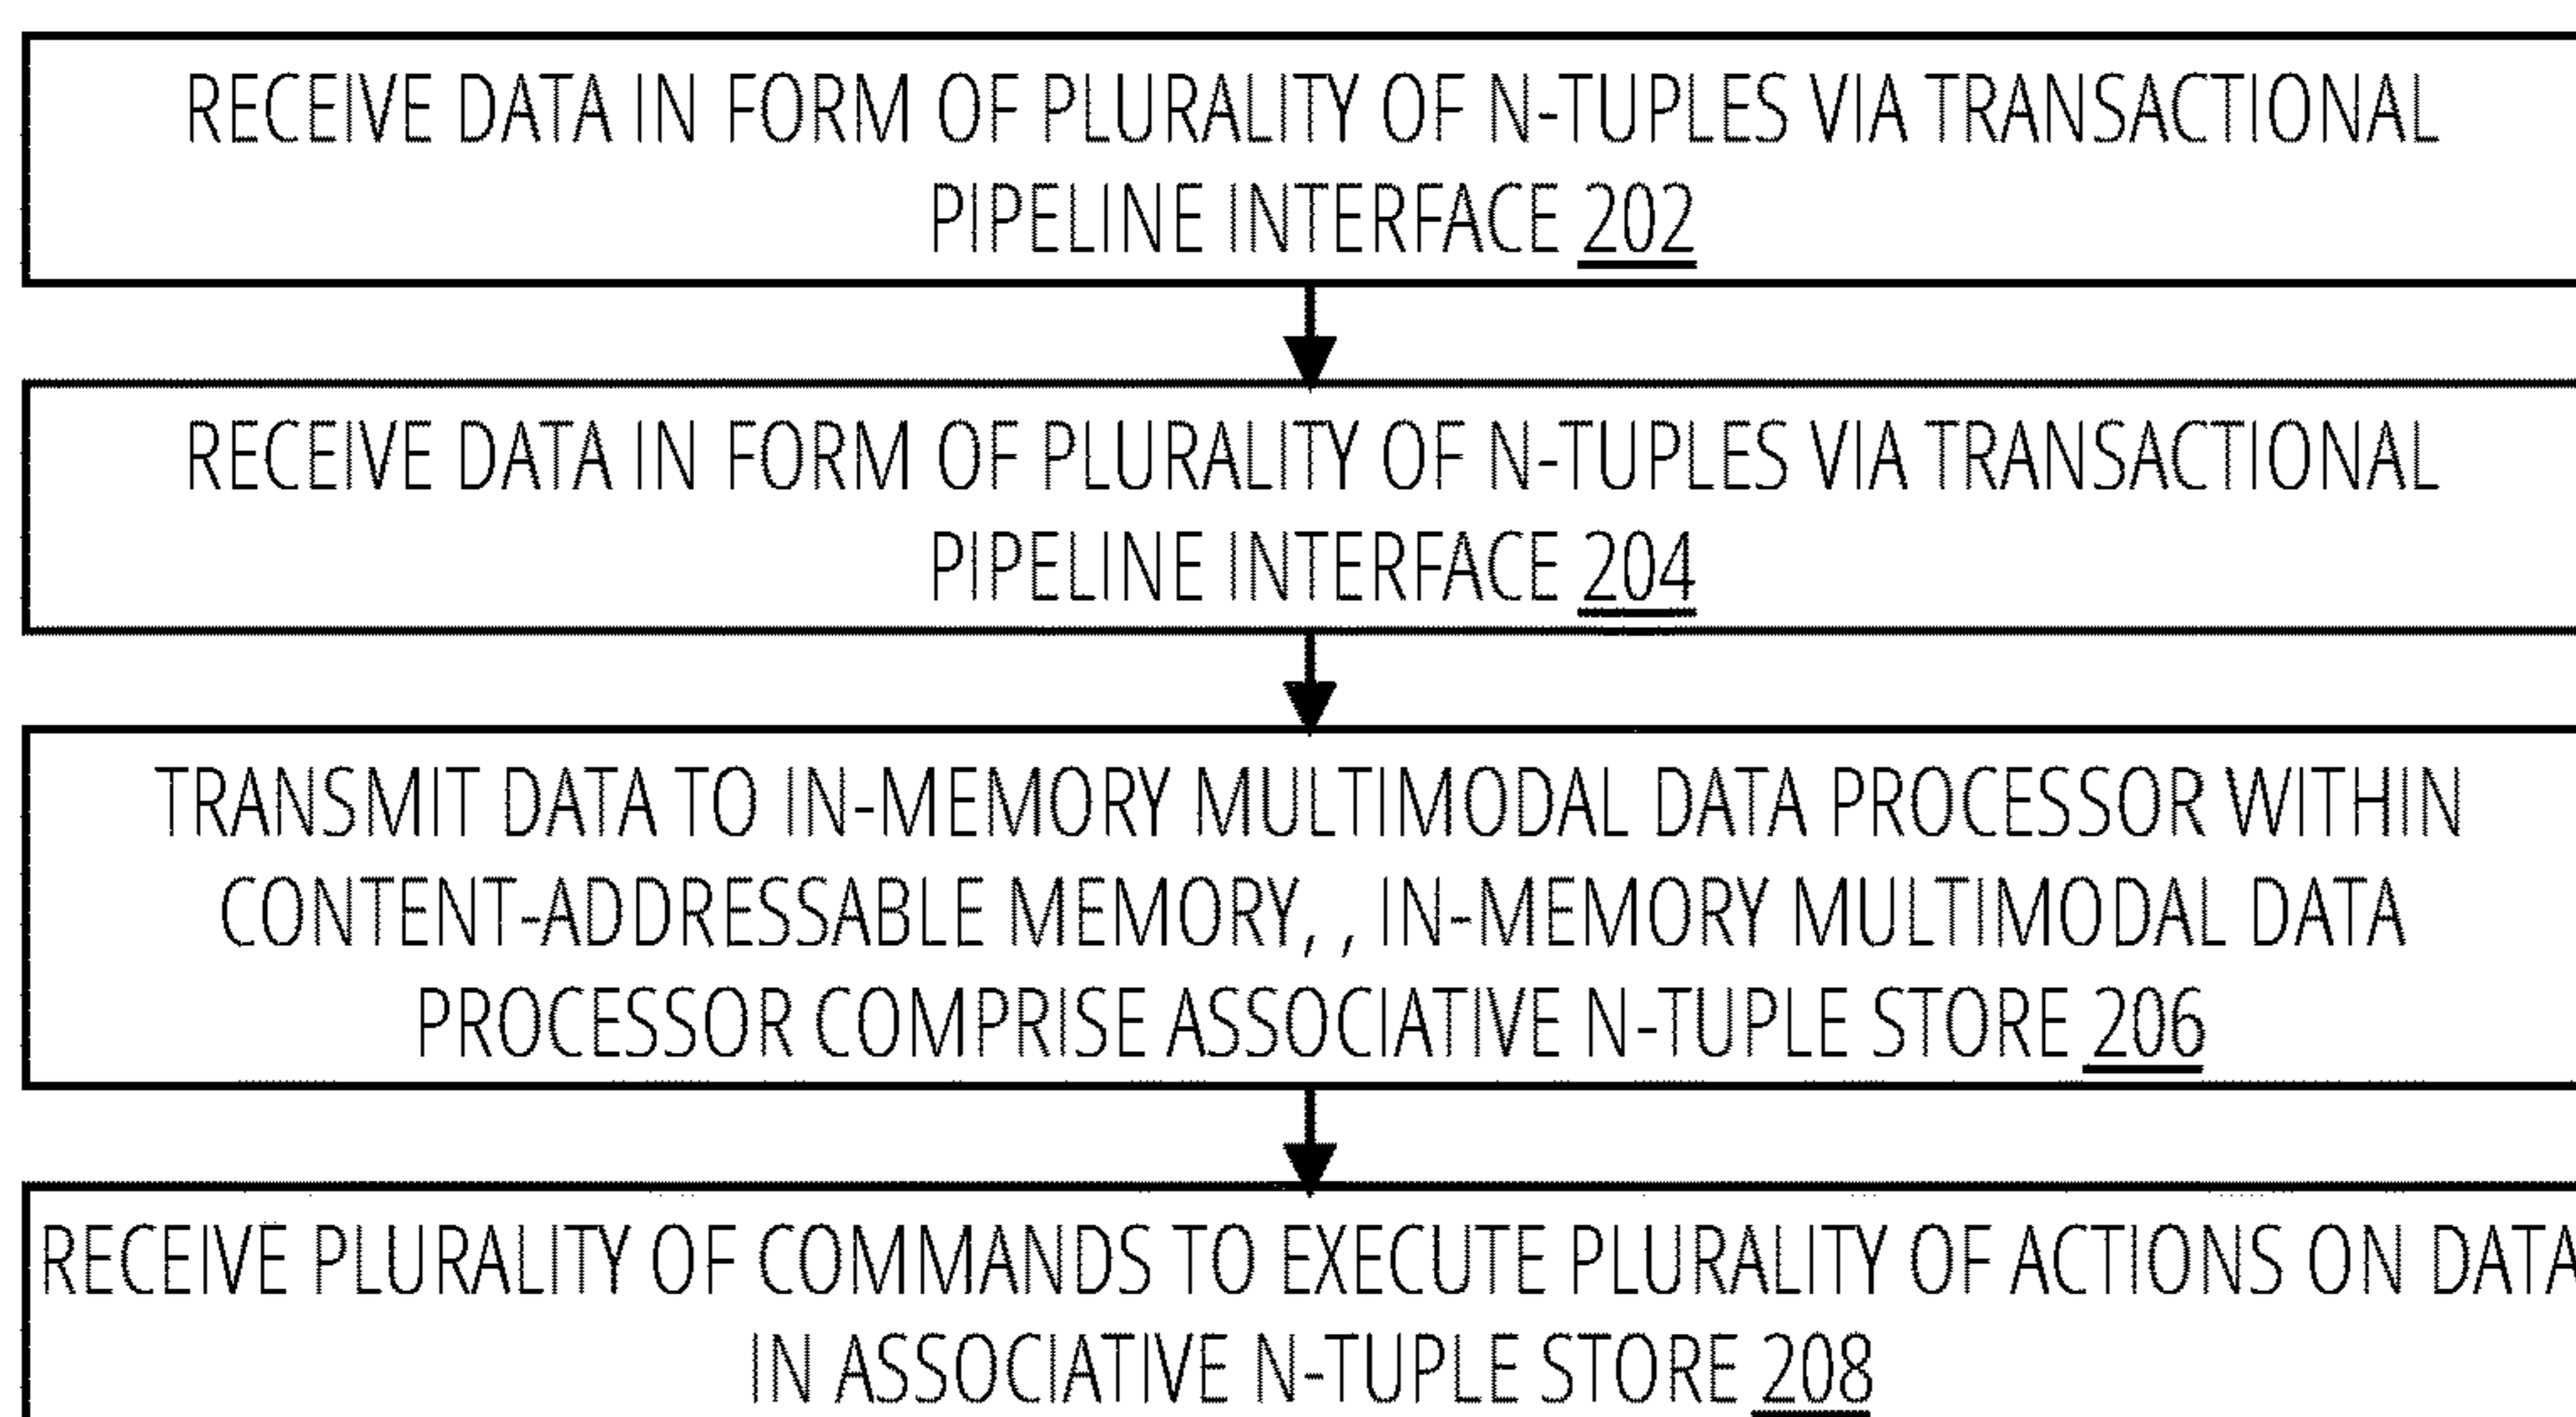 RECEIVE DATA IN FORM OF PLURALITY OF N-TUPLES VIA TRANSACTIONAL
PIPELINE INTERFACE 202
RECEIVE DATA IN FORM OF PLURALITY OF N-TUPLES VIA TRANSACTIONAL
PIPELINE INTERFACE 204
TRANSMIT DATA TO IN-MEMORY MULTIMODAL DATA PROCESSOR WITHIN
CONTENT-ADDRESSABLE MEMORY, , IN-MEMORY MULTIMODAL DATA
PROCESSOR COMPRISE ASSOCIATIVE N-TUPLE STORE 206
RECEIVE PLURALITY OF COMMANDS TO EXECUTE PLURALITY OF ACTIONS ON DATA
IN ASSOCIATIVE N-TUPLE STORE 208